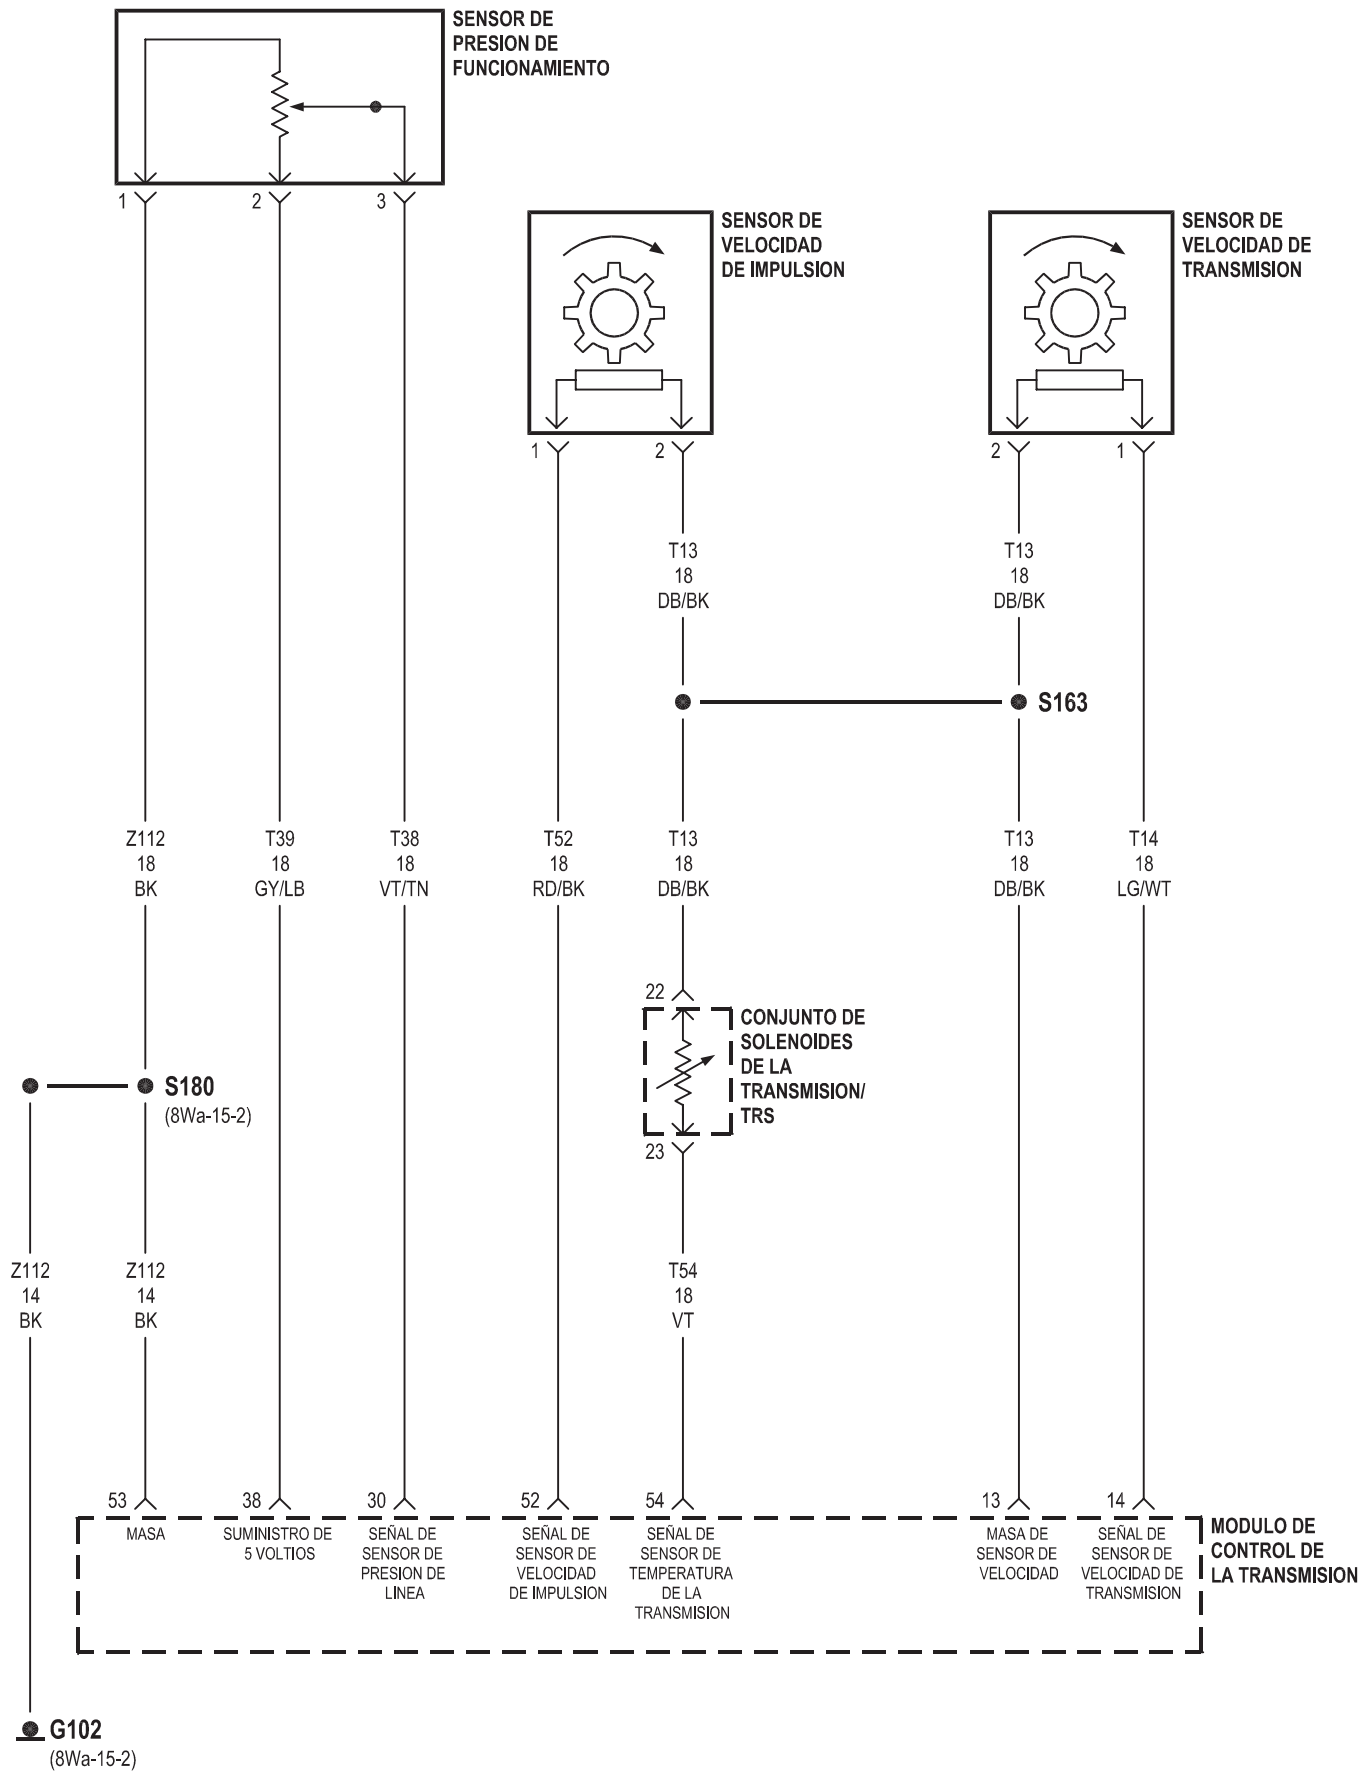 SENSOR DE
PRESION DE
FUNCIONAMIENTO
1
2
3
SENSOR DE
VELOCIDAD
DE IMPULSION
SENSOR DE
VELOCIDAD DE
TRANSMISION
1
2
2
1
T13
18
DB/BK
T13
18
DB/BK
S163
Z112
18
BK
T39
18
GY/LB
T38
18
VT/TN
T52
18
RD/BK
T13
18
DB/BK
T13
18
DB/BK
T14
18
LG/WT
22
CONJUNTO DE
SOLENOIDES
DE LA
TRANSMISION/
TRS
23
S180
(8Wa-15-2)
Z112
14
BK
Z112
14
BK
T54
18
VT
53
38
30
52
54
13
14
MASA
SUMINISTRO DE
5 VOLTIOS
SEÑAL DE
SENSOR DE
PRESION DE
LINEA
SEÑAL DE
SENSOR DE
VELOCIDAD
DE IMPULSION
SEÑAL DE
SENSOR DE
TEMPERATURA
DE LA
TRANSMISION
MASA DE
SENSOR DE
VELOCIDAD
SEÑAL DE
SENSOR DE
VELOCIDAD DE
TRANSMISION
MODULO DE
CONTROL DE
LA TRANSMISION
G102
(8Wa-15-2)